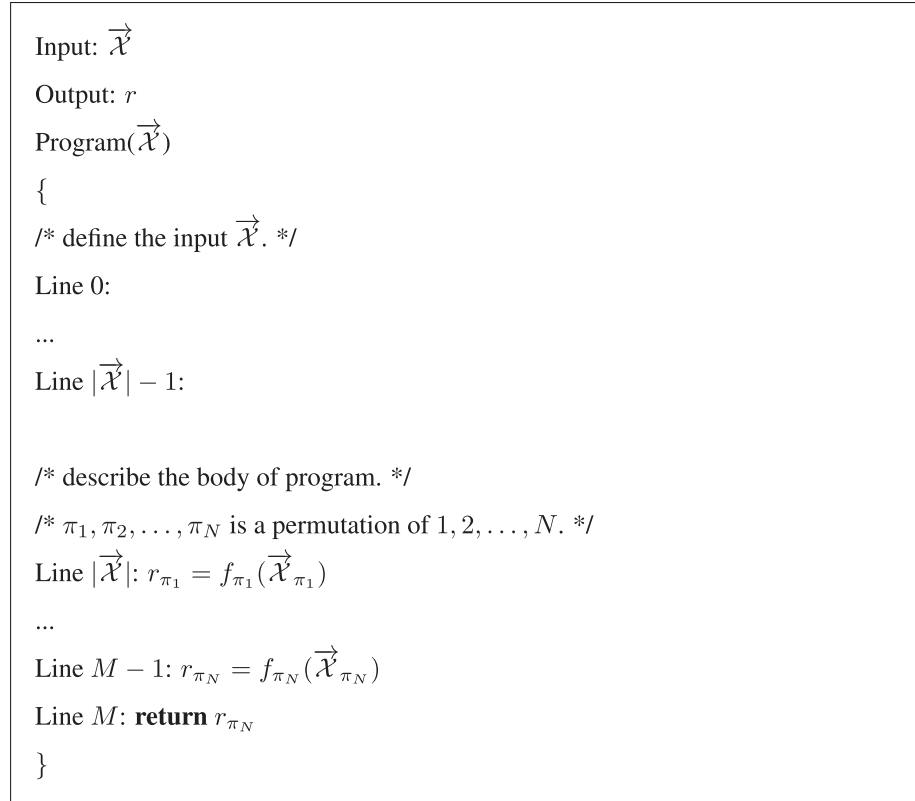 Input: $\overrightarrow{\mathcal{X}}$
Output: $r$
Program($\overrightarrow{\mathcal{X}}$)
{
/* define the input $\overrightarrow{\mathcal{X}}$. */
Line 0:
...
Line $|\overrightarrow{\mathcal{X}}| - 1$:
/* describe the body of program. */
/* $\pi_1, \pi_2, \ldots, \pi_N$ is a permutation of $1, 2, \ldots, N$. */
Line $|\overrightarrow{\mathcal{X}}|$: $r_{\pi_1} = f_{\pi_1}(\overrightarrow{\mathcal{X}}_{\pi_1})$
...
Line $M - 1$: $r_{\pi_N} = f_{\pi_N}(\overrightarrow{\mathcal{X}}_{\pi_N})$
Line $M$: return $r_{\pi_N}$
}